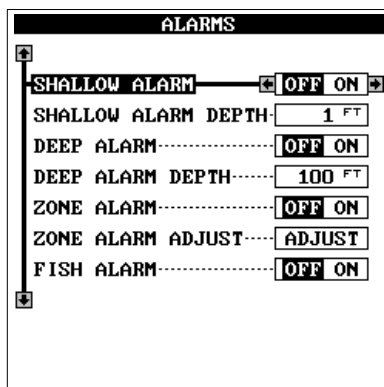 ALARMS
SHALLOW ALARM OFF ON
SHALLOW ALARM DEPTH 1 FT
DEEP ALARM OFF ON
DEEP ALARM DEPTH 100 FT
ZONE ALARM OFF ON
ZONE ALARM ADJUST ADJUST
FISH ALARM OFF ON